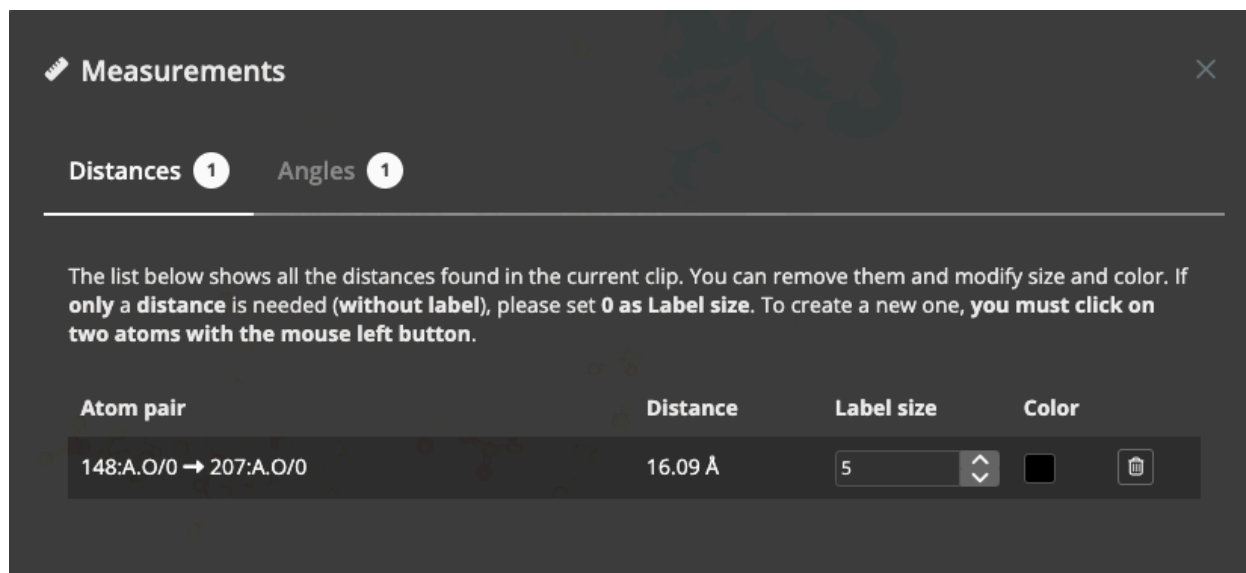 Measurements
Distances 1 Angles 1
The list below shows all the distances found in the current clip. You can remove them and modify size and color. If
only a distance is needed (without label), please set 0 as Label size. To create a new one, you must click on
two atoms with the mouse left button.
Atom pair Distance Label size Color
148:A.O/0 → 207:A.O/0 16.09 Å 5